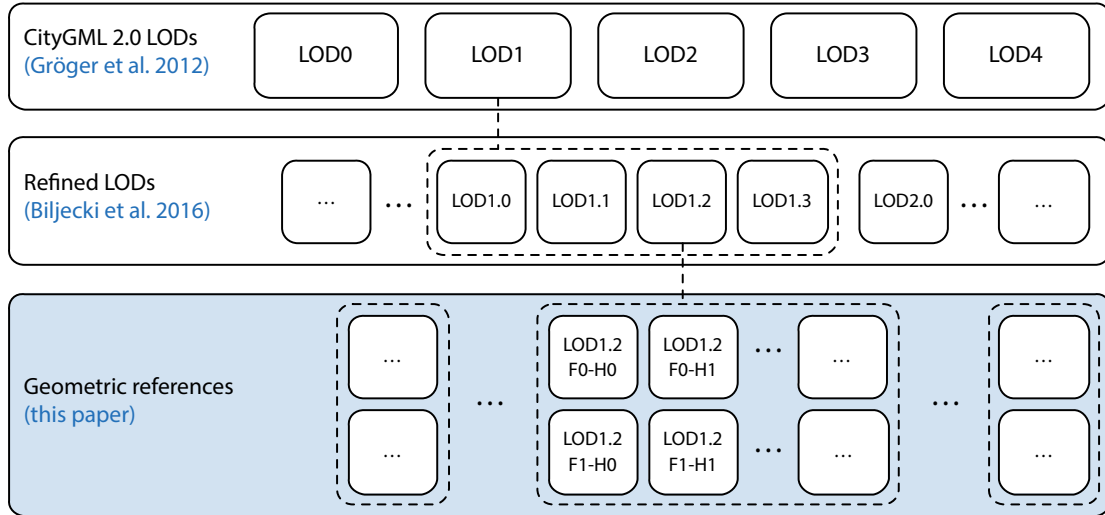 CityGML 2.0 LODs
(Gröger et al. 2012)
LOD0
LOD1
LOD2
LOD3
LOD4
Refined LODs
(Biljecki et al. 2016)
...
...
LOD1.0
LOD1.1
LOD1.2
LOD1.3
LOD2.0
...
...
Geometric references
(this paper)
...
...
...
LOD1.2
F0-H0
LOD1.2
F0-H1
...
...
LOD1.2
F1-H0
LOD1.2
F1-H1
...
...
...
...
...